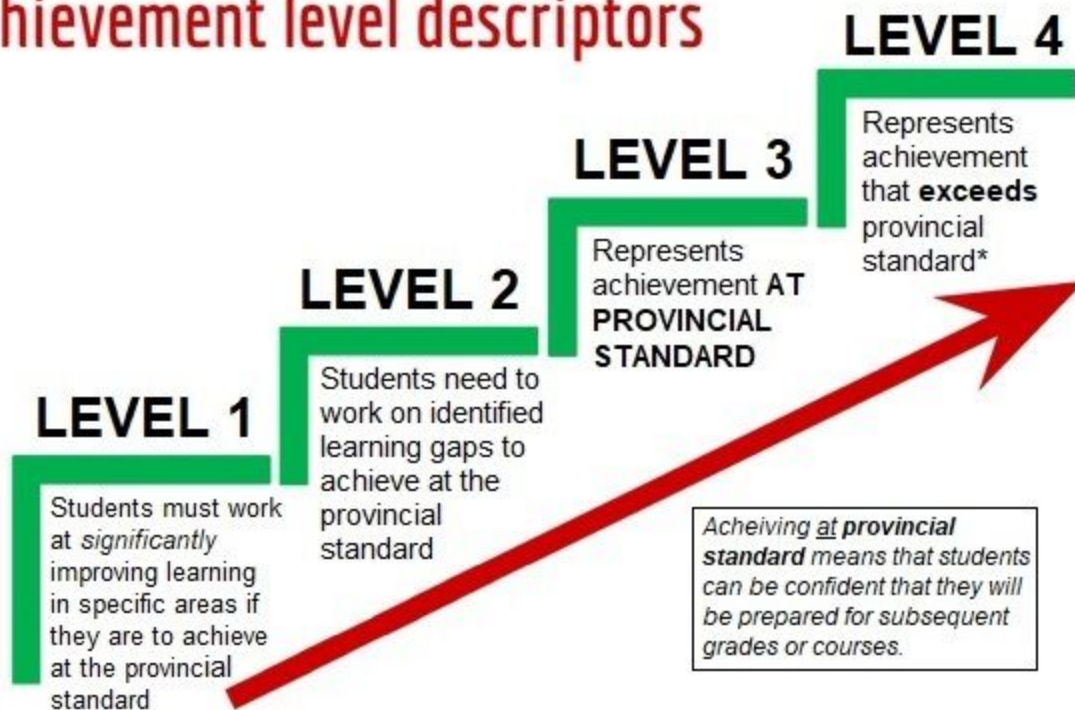 hievement level descriptors
LEVEL 4
Represents
achievement
that exceeds
provincial
standard*
LEVEL 3
Represents
achievement AT
PROVINCIAL
STANDARD
LEVEL 2
Students need to
work on identified
learning gaps to
achieve at the
provincial
standard
LEVEL 1
Students must work
at significantly
improving learning
in specific areas if
they are to achieve
at the provincial
standard
Acheiving at provincial
standard means that students
can be confident that they will
be prepared for subsequent
grades or courses.